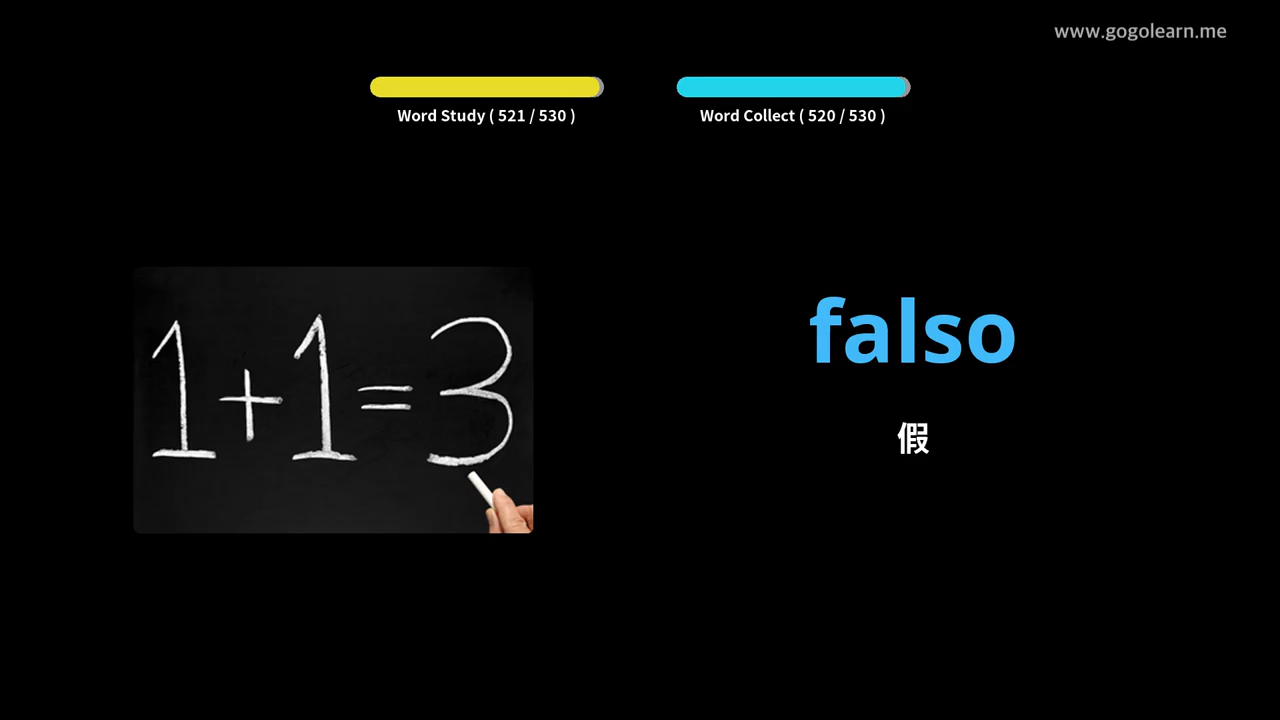 www.gogolearn.me
Word Study ( 521 / 530 )
Word Collect ( 520 / 530 )
1+1=3
falso
假